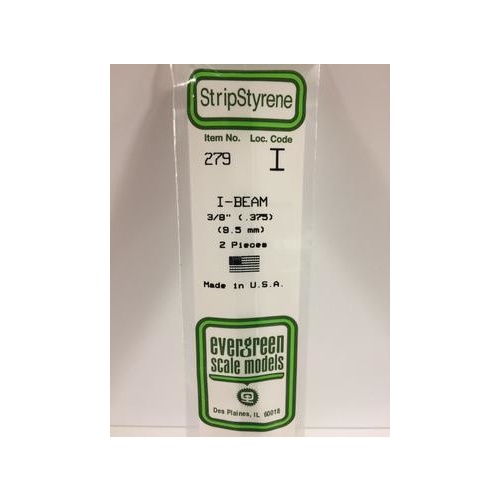 StripStyrene
Item No. Loc. Code
279 I
I-BEAM
3/8" (.375)
(9.5 mm)
2 Pieces
Made in U.S.A.
evergreen
scale models
Des Plaines, IL 60018